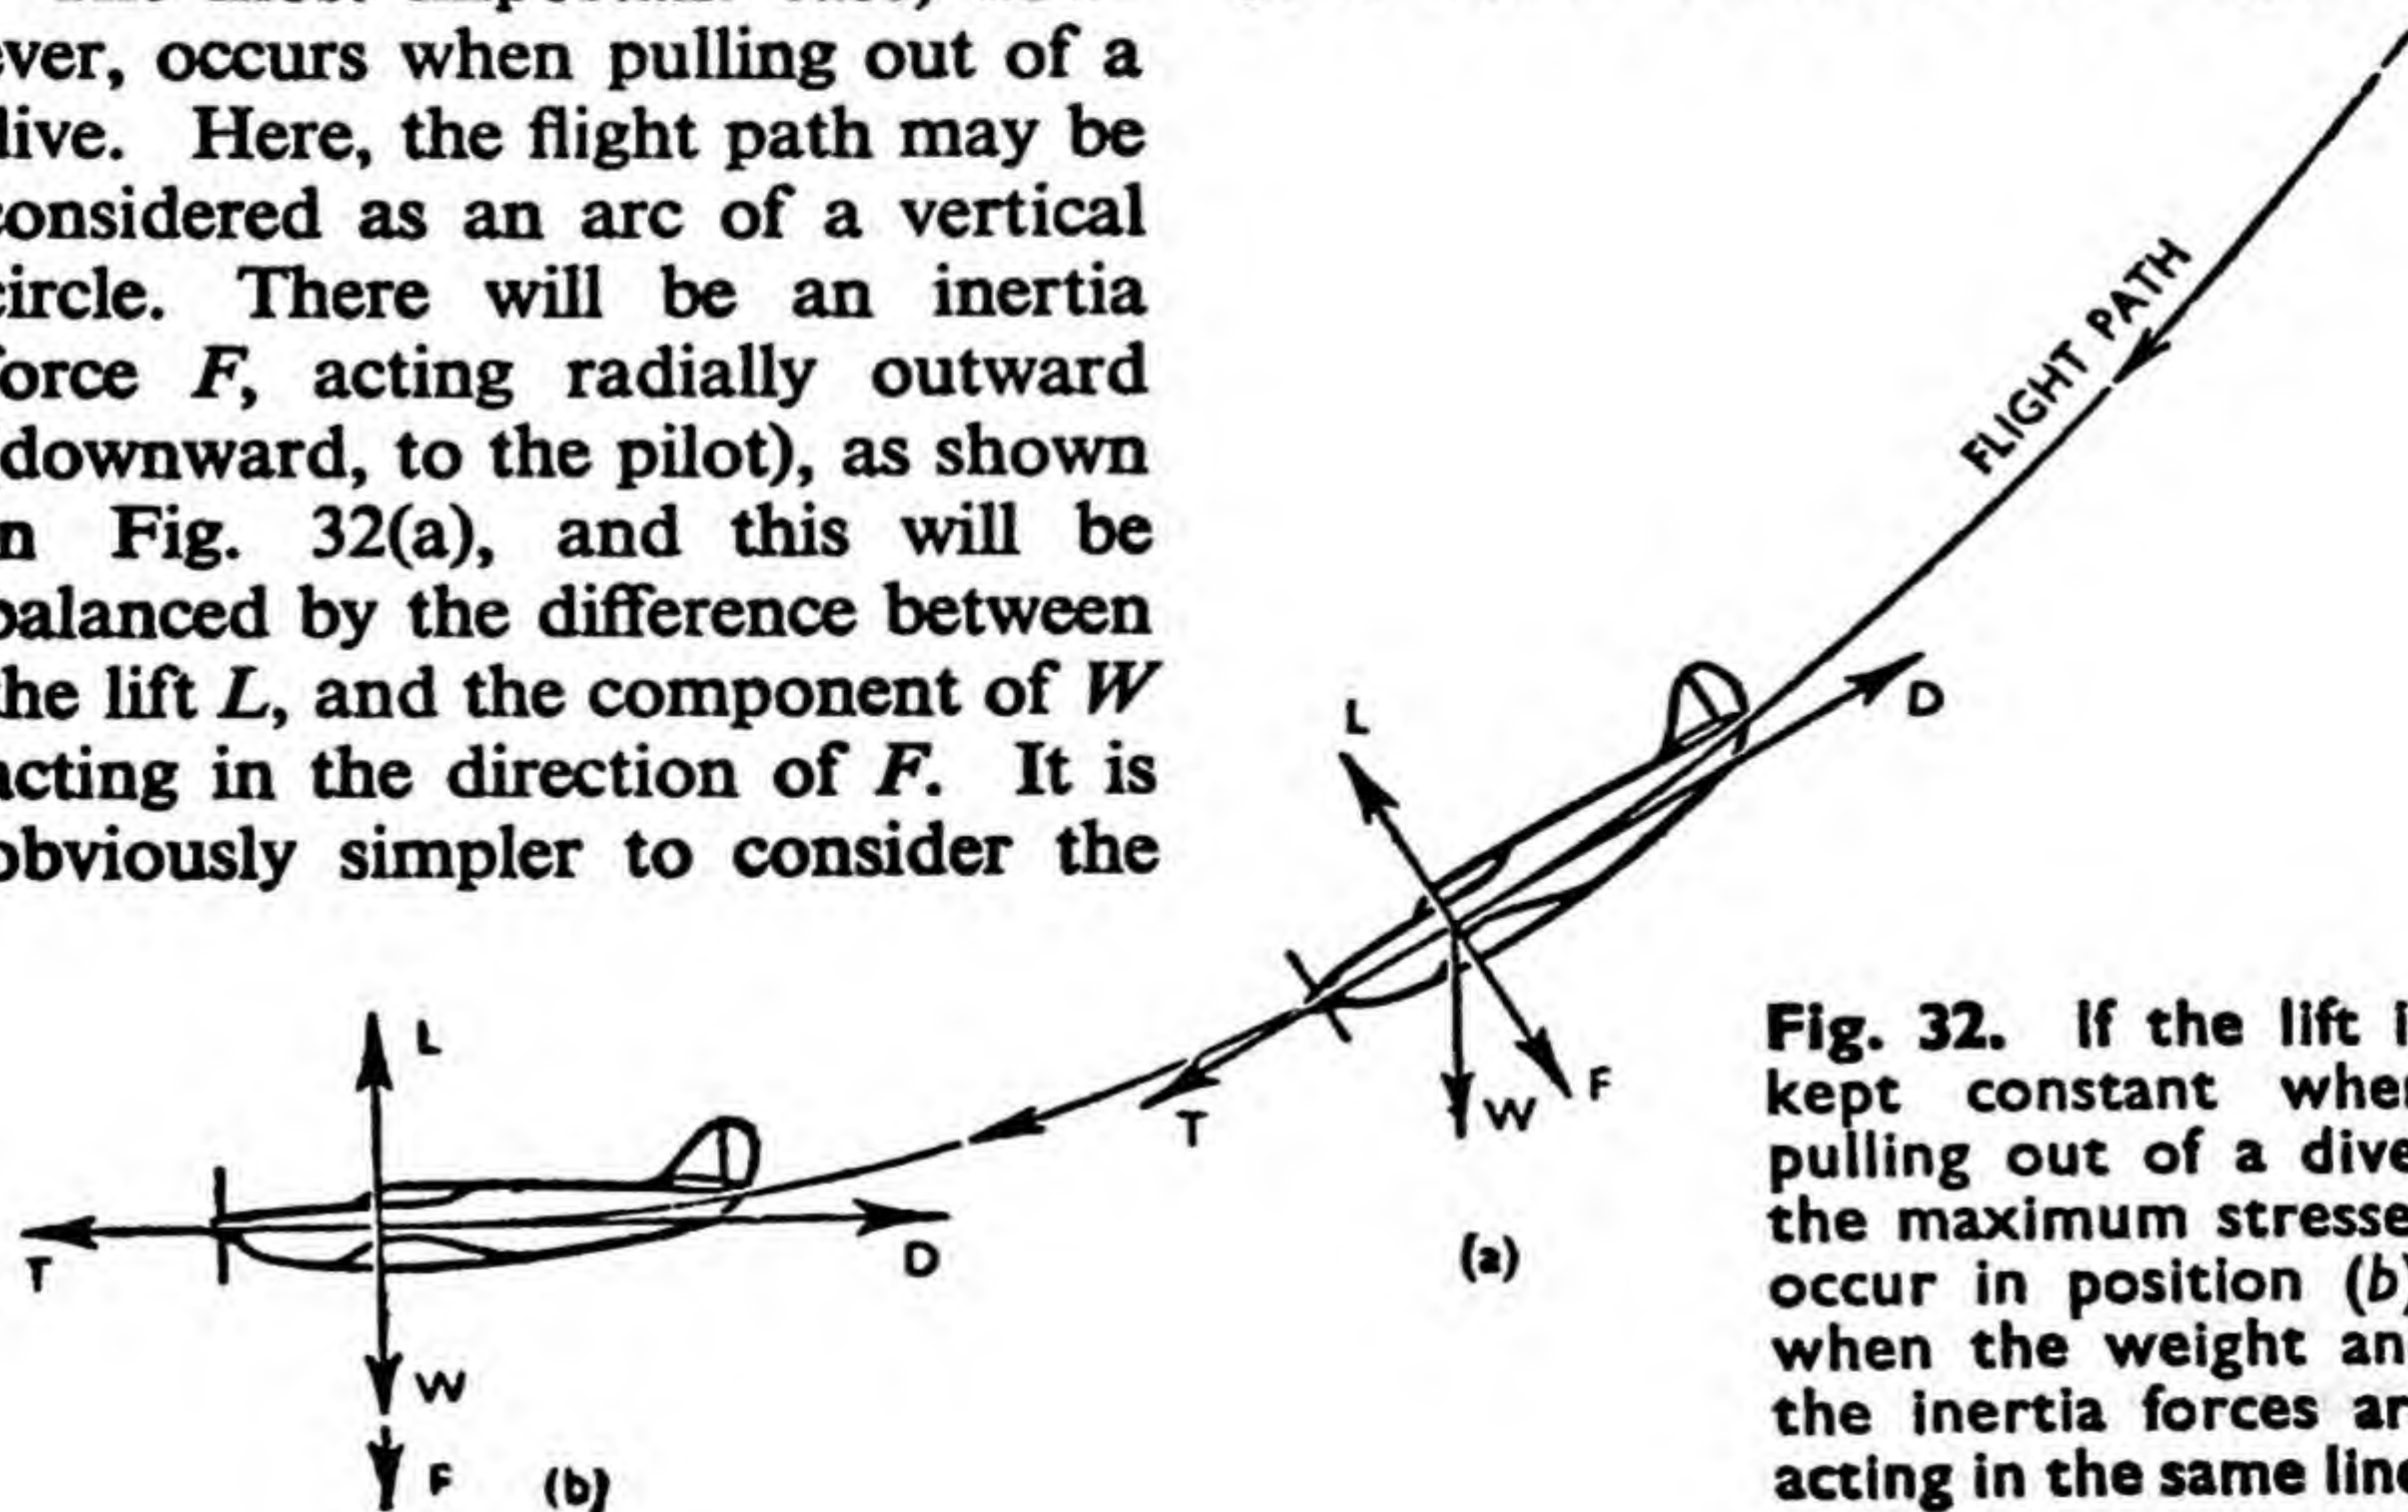 ever, occurs when pulling out of a
dive. Here, the flight path may be
considered as an arc of a vertical
circle. There will be an inertia
force F, acting radially outward
(downward, to the pilot), as shown
in Fig. 32(a), and this will be
balanced by the difference between
the lift L, and the component of W
acting in the direction of F. It is
obviously simpler to consider the
FLIGHT PATH
L
D
T
W
F
(a)
L
T
D
W
F
(b)
Fig. 32. If the lift i
kept constant whe
pulling out of a dive
the maximum stresse
occur in position (b)
when the weight an
the inertia forces ar
acting in the same line